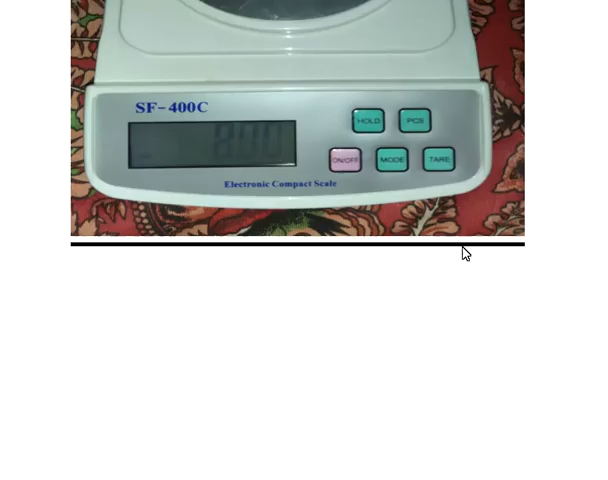 SF-400C
HOLD PCS
ON/OFF MODE TARE
Electronic Compact Scale